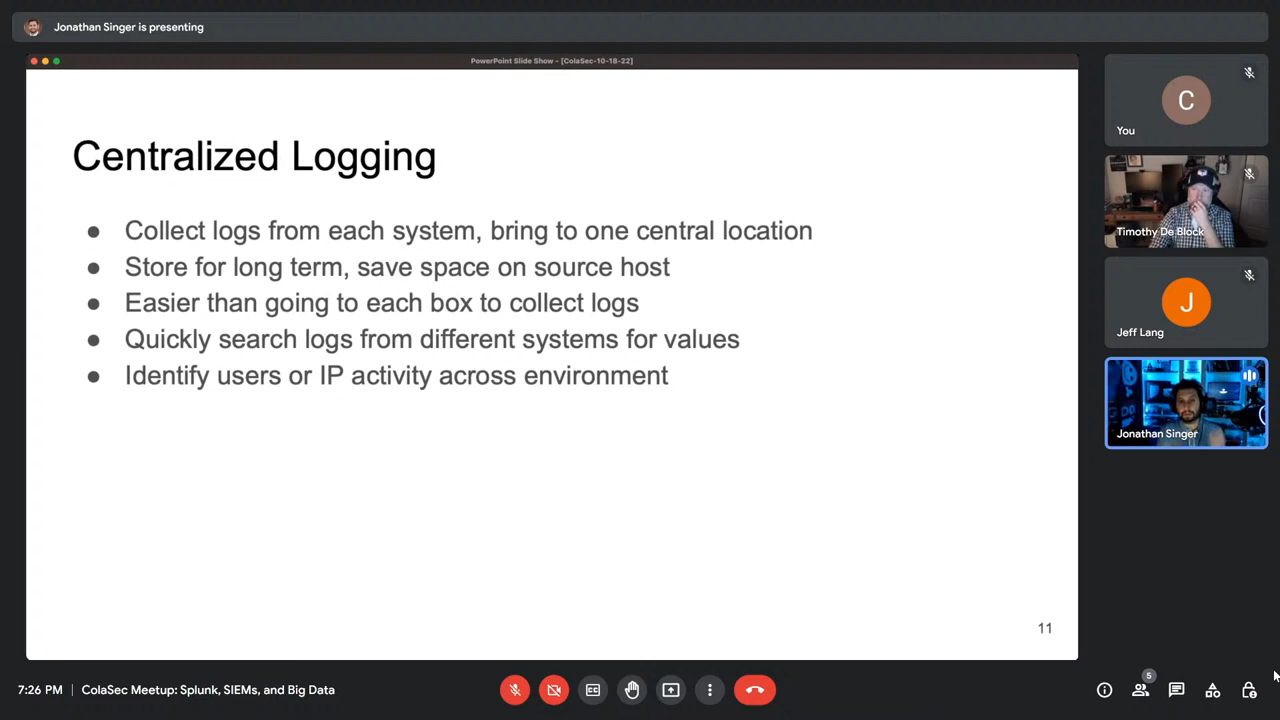 Jonathan Singer is presenting
PowerPoint Slide Show - [ColaSec-10-18-22]
Centralized Logging
● Collect logs from each system, bring to one central location
● Store for long term, save space on source host
● Easier than going to each box to collect logs
● Quickly search logs from different systems for values
● Identify users or IP activity across environment
11
C
You
Timothy De Block
J
Jeff Lang
Jonathan Singer
7:26 PM | ColaSec Meetup: Splunk, SIEMs, and Big Data
CC
5